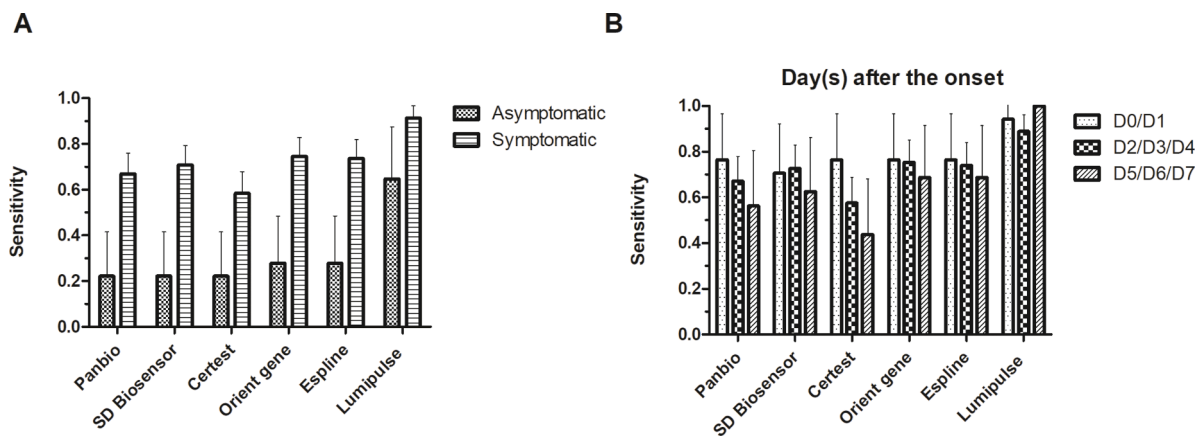 A
Sensitivity
1.0
0.8
0.6
0.4
0.2
0.0
Panbio
SD Biosensor
Certest
Orient gene
Espline
Lumipulse
Asymptomatic
Symptomatic
B
Day(s) after the onset
Sensitivity
1.0
0.8
0.6
0.4
0.2
0.0
Panbio
SD Biosensor
Certest
Orient gene
Espline
Lumipulse
D0/D1
D2/D3/D4
D5/D6/D7